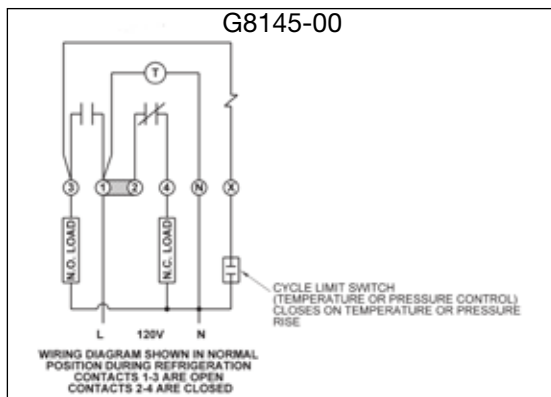 G8145-00
T
3 1 2 4 N X
N.O. LOAD
N.C. LOAD
CYCLE LIMIT SWITCH
(TEMPERATURE OR PRESSURE CONTROL)
CLOSES ON TEMPERATURE OR PRESSURE
RISE
L 120V N
WIRING DIAGRAM SHOWN IN NORMAL
POSITION DURING REFRIGERATION
CONTACTS 1-3 ARE OPEN
CONTACTS 2-4 ARE CLOSED